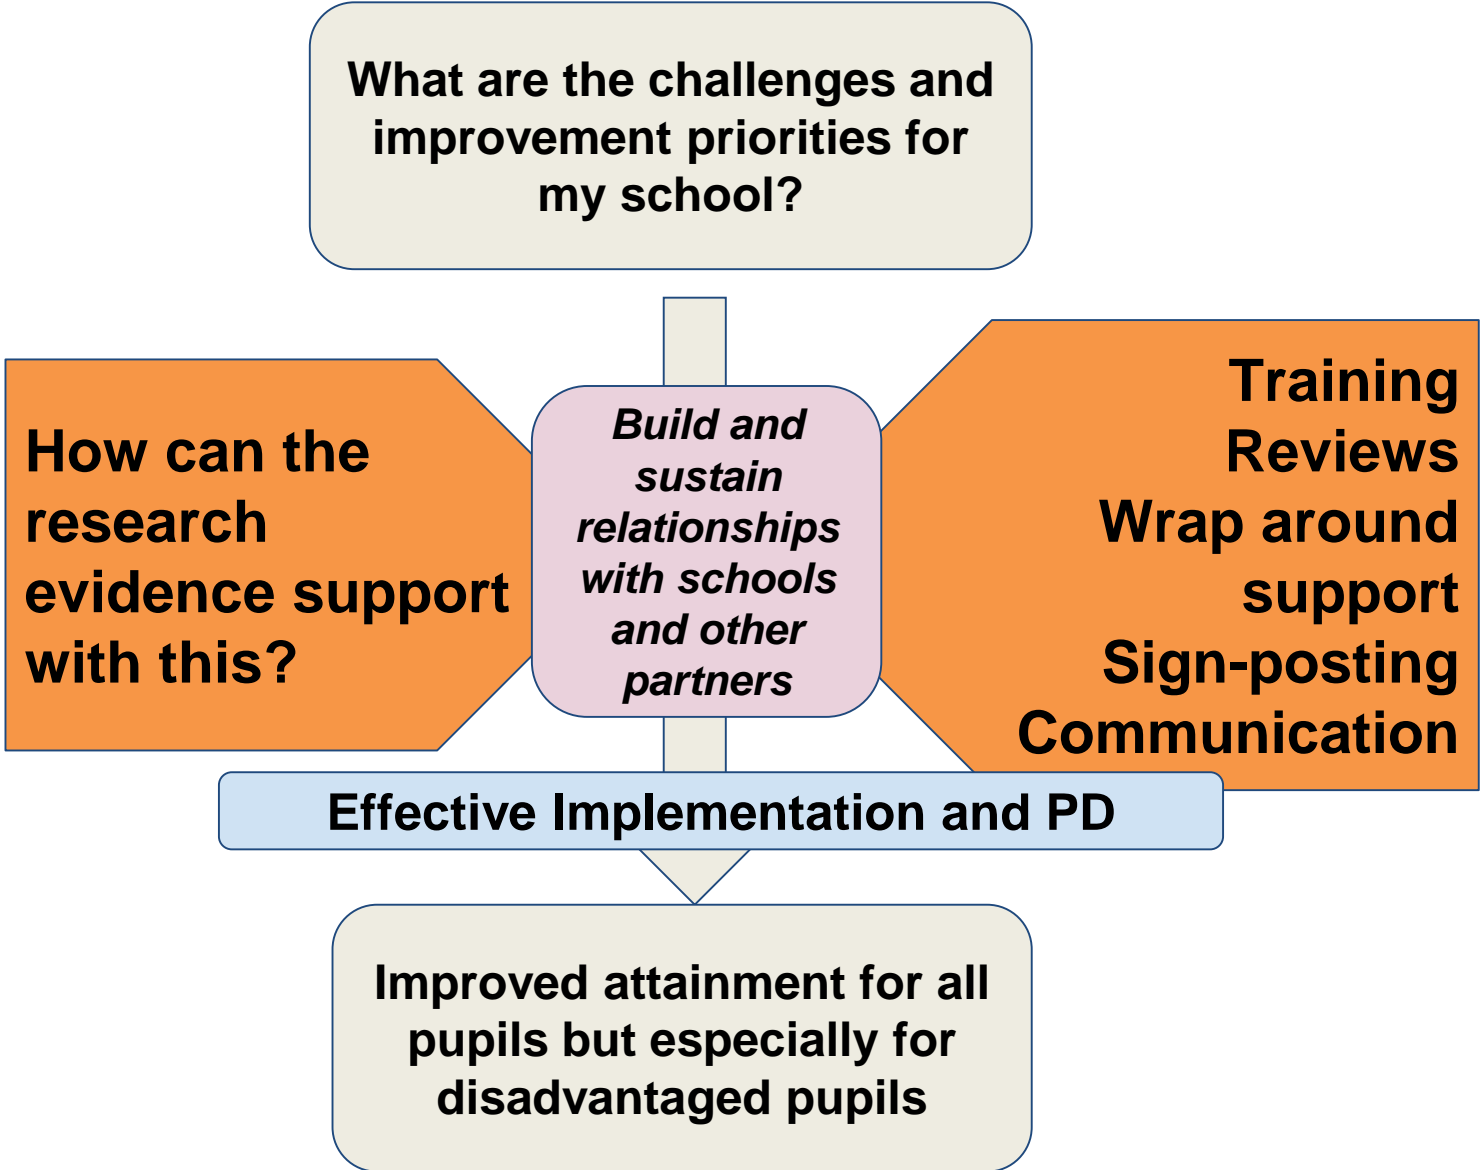 What are the challenges and
improvement priorities for
my school?
How can the
research
evidence support
with this?
Build and
sustain
relationships
with schools
and other
partners
Training
Reviews
Wrap around
support
Sign-posting
Communication
Effective Implementation and PD
Improved attainment for all
pupils but especially for
disadvantaged pupils